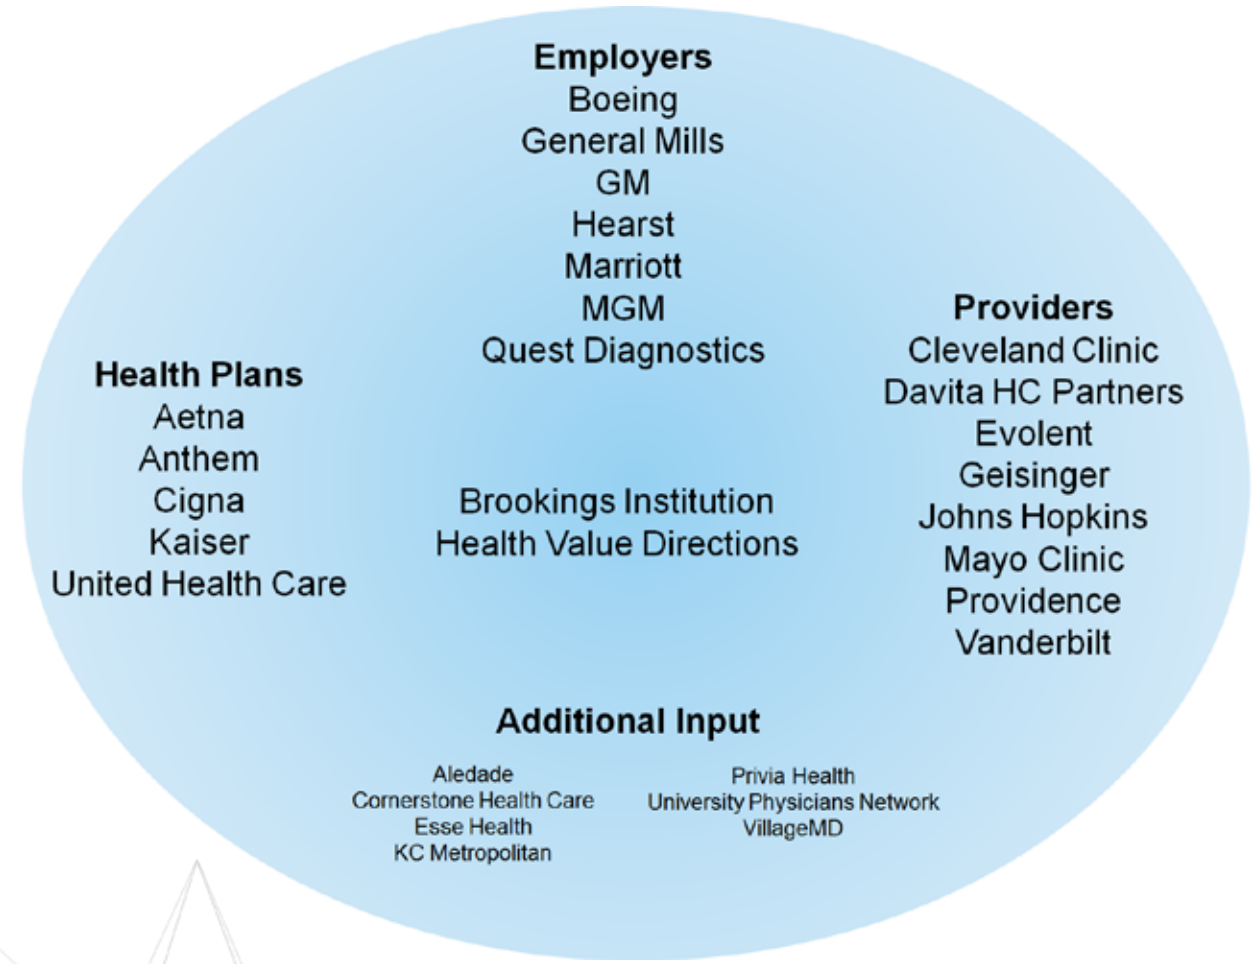 Employers
Boeing
General Mills
GM
Hearst
Marriott
MGM
Quest Diagnostics
Health Plans
Aetna
Anthem
Cigna
Kaiser
United Health Care
Brookings Institution
Health Value Directions
Providers
Cleveland Clinic
Davita HC Partners
Evolent
Geisinger
Johns Hopkins
Mayo Clinic
Providence
Vanderbilt
Additional Input
Aledade
Cornerstone Health Care
Esse Health
KC Metropolitan
Privia Health
University Physicians Network
VillageMD